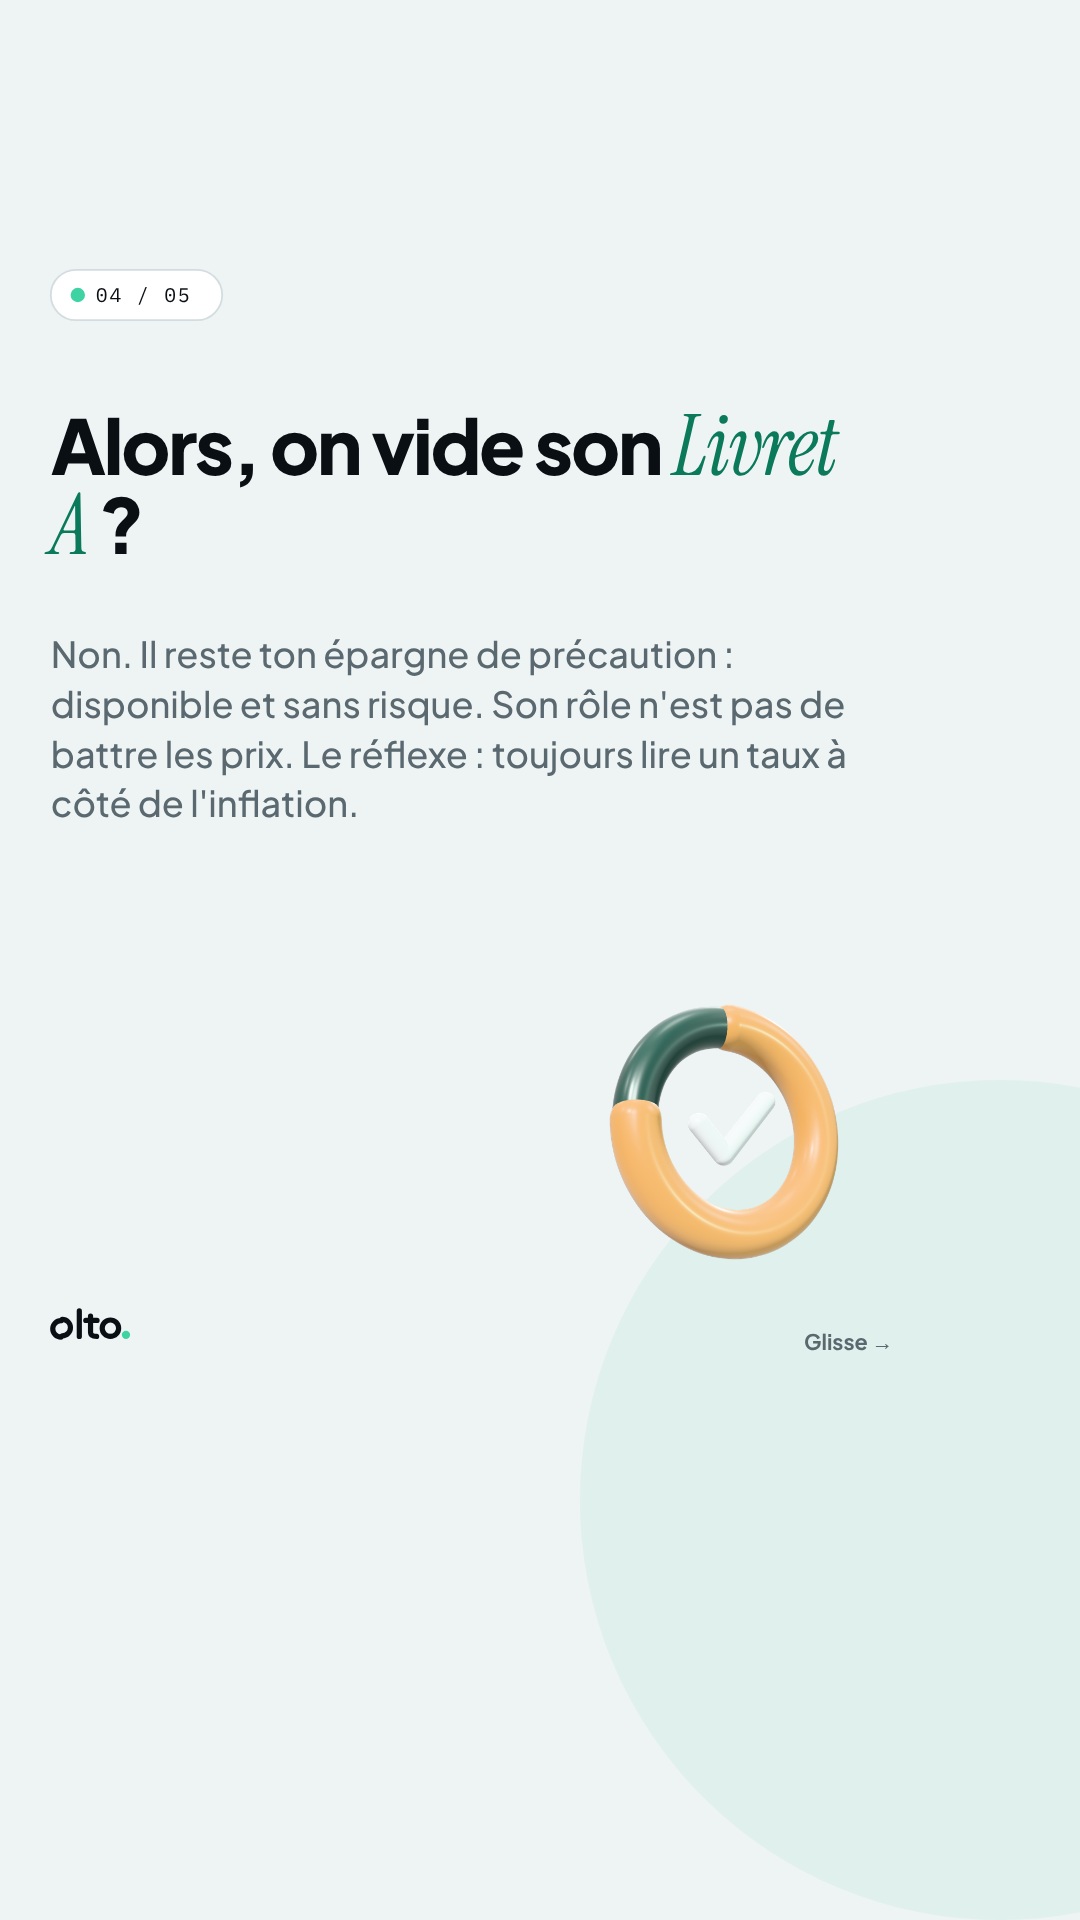 04 / 05
Alors, on vide son Livret
A ?
Non. Il reste ton épargne de précaution :
disponible et sans risque. Son rôle n'est pas de
battre les prix. Le réflexe : toujours lire un taux à
côté de l'inflation.
olto.
Glisse →